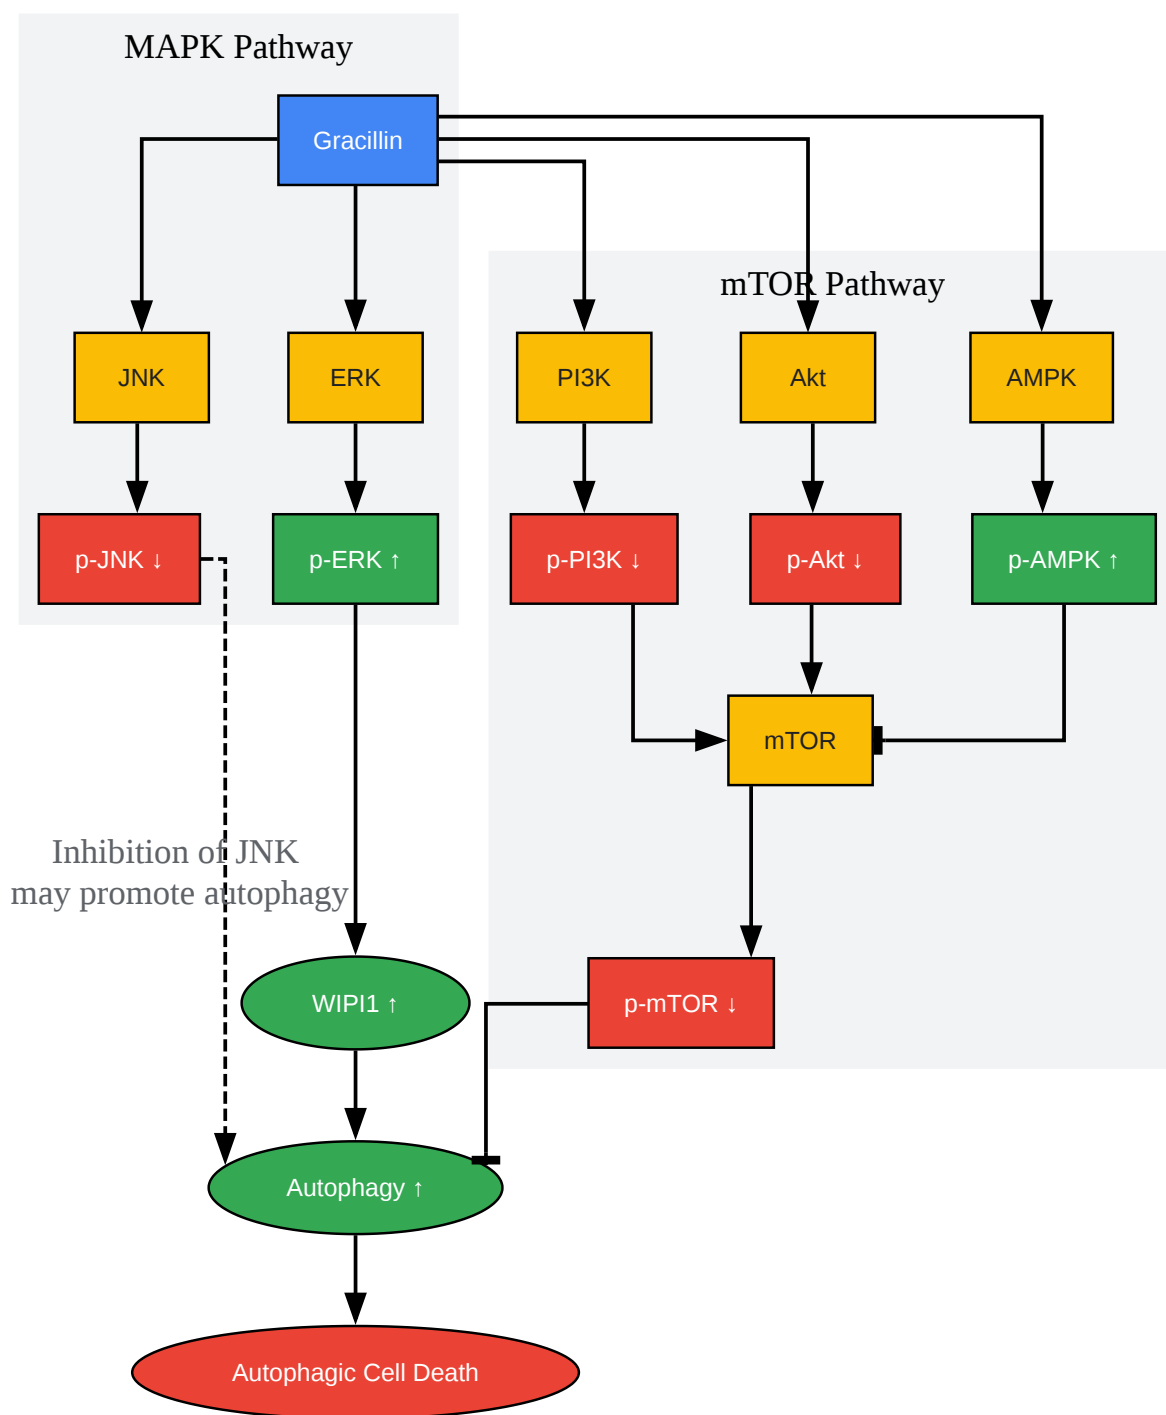 MAPK Pathway
Gracillin
mTOR Pathway
JNK
ERK
PI3K
Akt
AMPK
p-JNK ↓
p-ERK ↑
p-PI3K ↓
p-Akt ↓
p-AMPK ↑
mTOR
Inhibition of JNK
may promote autophagy
WIPI1 ↑
p-mTOR ↓
Autophagy ↑
Autophagic Cell Death